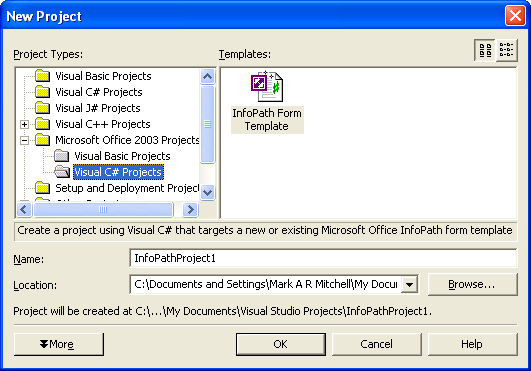 New Project
Project Types:
Templates:
Visual Basic Projects
Visual C# Projects
Visual J# Projects
Visual C++ Projects
Microsoft Office 2003 Projects
Visual Basic Projects
Visual C# Projects
Setup and Deployment Project
InfoPath Form
Template
Create a project using Visual C# that targets a new or existing Microsoft Office InfoPath form template
Name:
InfoPathProject1
Location:
C:\Documents and Settings\Mark A R Mitchell\My Docu
Browse...
Project will be created at C:\...\My Documents\Visual Studio Projects\InfoPathProject1.
More
OK
Cancel
Help